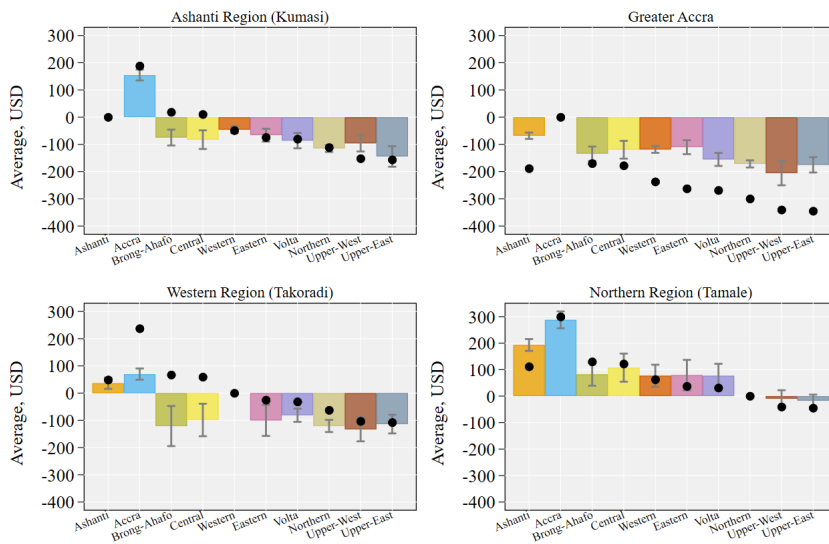 Ashanti Region (Kumasi)
Average, USD
300
200
100
0
-100
-200
-300
-400
Ashanti
Accra
Brong-Ahafo
Central
Western
Eastern
Volta
Northern
Upper-West
Upper-East
Greater Accra
Average, USD
300
200
100
0
-100
-200
-300
-400
Ashanti
Accra
Brong-Ahafo
Central
Western
Eastern
Volta
Northern
Upper-West
Upper-East
Western Region (Takoradi)
Average, USD
300
200
100
0
-100
-200
-300
-400
Ashanti
Accra
Brong-Ahafo
Central
Western
Eastern
Volta
Northern
Upper-West
Upper-East
Northern Region (Tamale)
Average, USD
300
200
100
0
-100
-200
-300
-400
Ashanti
Accra
Brong-Ahafo
Central
Western
Eastern
Volta
Northern
Upper-West
Upper-East